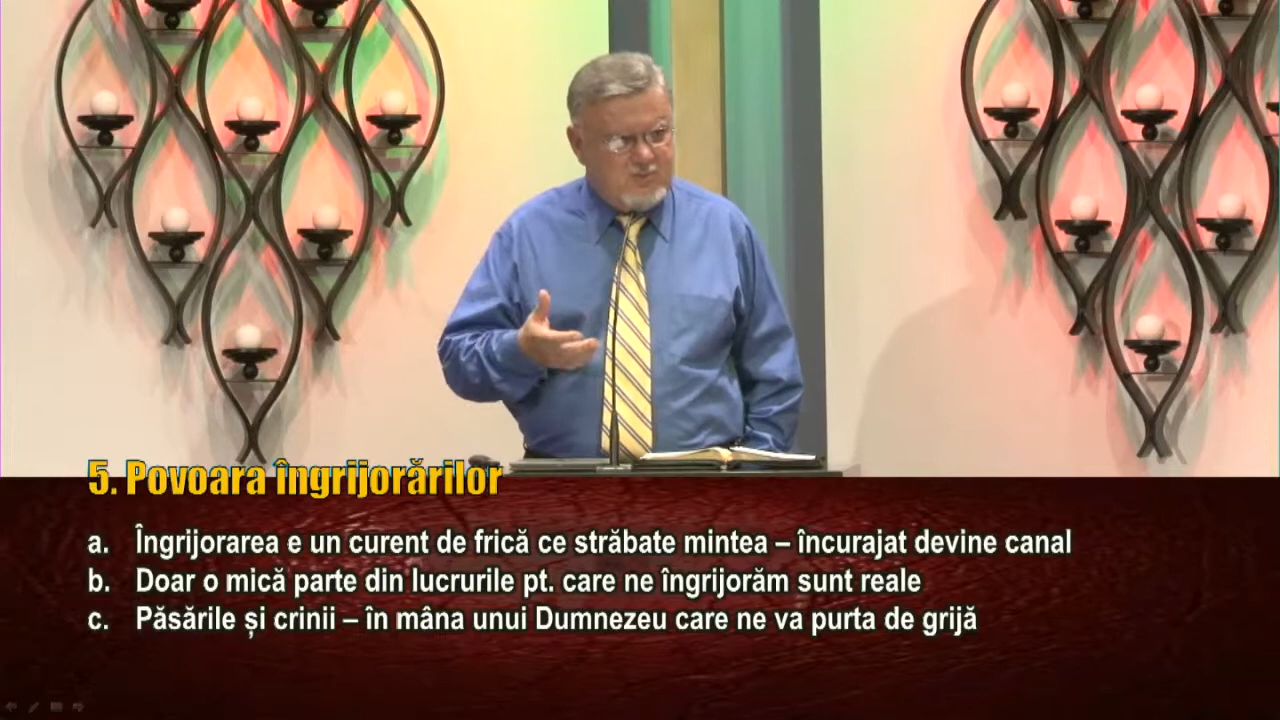 5. Povoara îngrijorărilor
a. Îngrijorarea e un curent de frică ce străbate mintea – încurajat devine canal
b. Doar o mică parte din lucrurile pt. care ne îngrijorăm sunt reale
c. Păsările și crinii – în mâna unui Dumnezeu care ne va purta de grijă